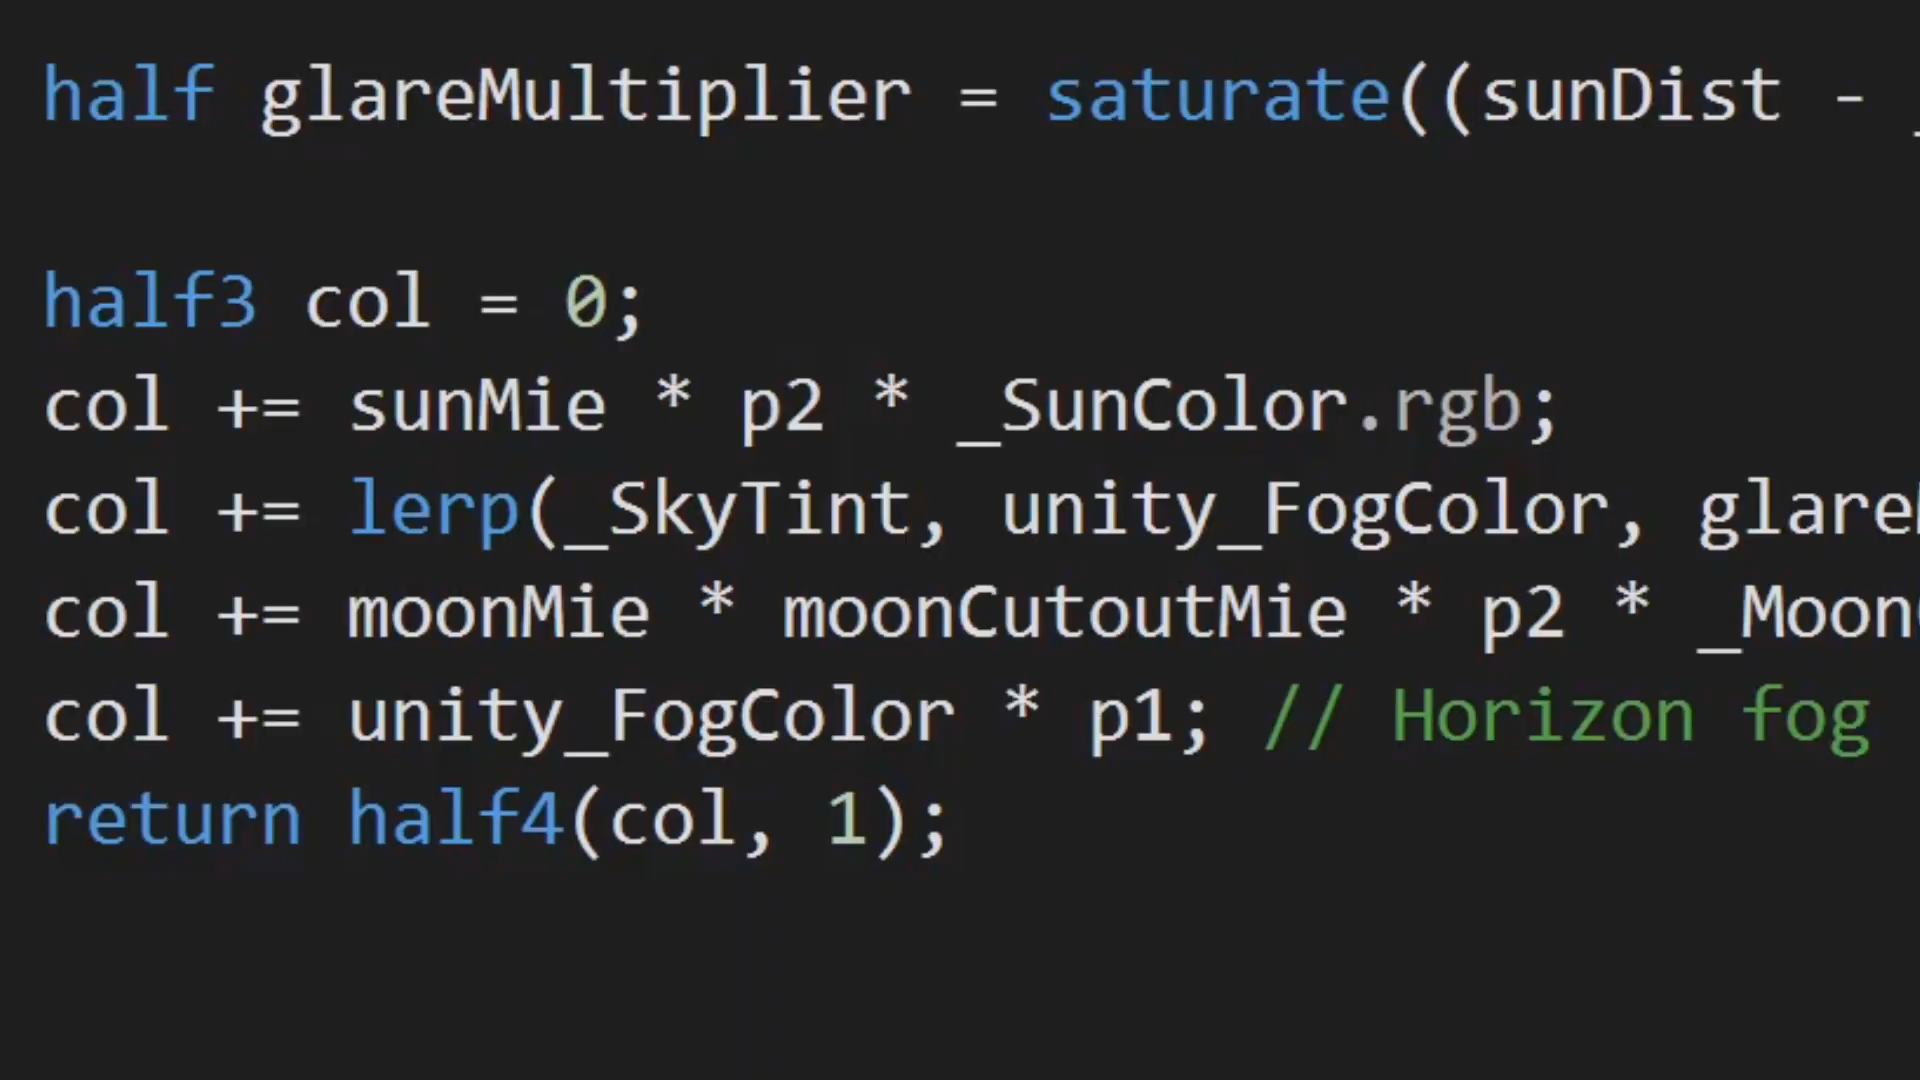 half glareMultiplier = saturate((sunDist -
half3 col = 0;
col += sunMie * p2 * _SunColor.rgb;
col += lerp(_SkyTint, unity_FogColor, glare
col += moonMie * moonCutoutMie * p2 * _Moon
col += unity_FogColor * p1; // Horizon fog
return half4(col, 1);